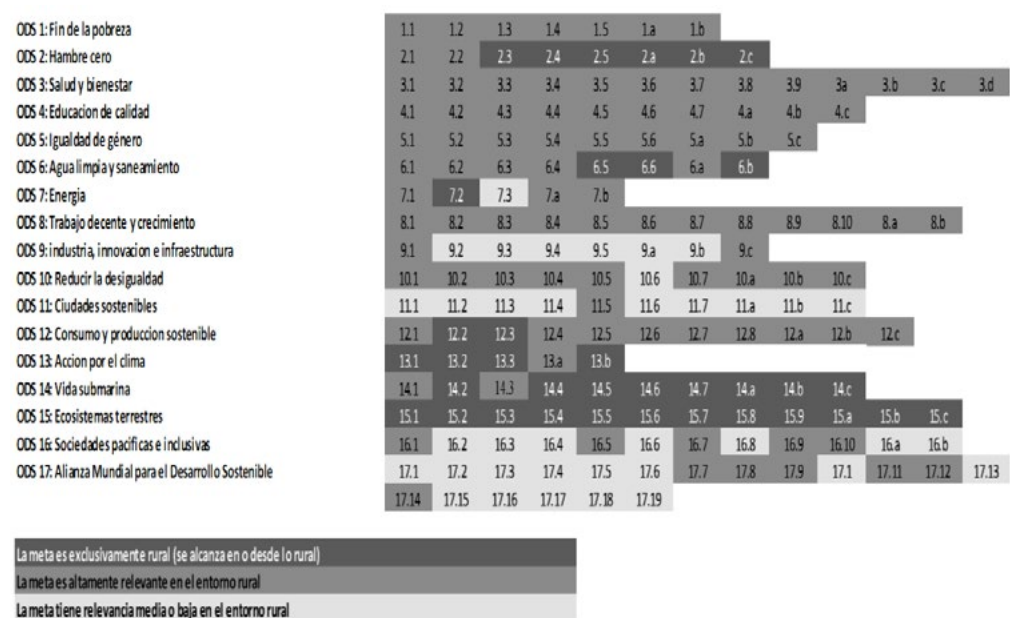 ODS 1: Fin de la pobreza 1.1 1.2 1.3 1.4 1.5 1.a 1.b
ODS 2: Hambre cero 2.1 2.2 2.3 2.4 2.5 2.a 2.b 2.c
ODS 3: Salud y bienestar 3.1 3.2 3.3 3.4 3.5 3.6 3.7 3.8 3.9 3a 3.b 3.c 3.d
ODS 4: Educacion de calidad 4.1 4.2 4.3 4.4 4.5 4.6 4.7 4.a 4.b 4.c
ODS 5: Igualdad de género 5.1 5.2 5.3 5.4 5.5 5.6 5.a 5.b 5.c
ODS 6: Agua limpia y saneamiento 6.1 6.2 6.3 6.4 6.5 6.6 6.a 6.b
ODS 7: Energia 7.1 7.2 7.3 7.a 7.b
ODS 8: Trabajo decente y crecimiento 8.1 8.2 8.3 8.4 8.5 8.6 8.7 8.8 8.9 8.10 8.a 8.b
ODS 9: industria, innovacion e infraestructura 9.1 9.2 9.3 9.4 9.5 9.a 9.b 9.c
ODS 10: Reducir la desigualdad 10.1 10.2 10.3 10.4 10.5 10.6 10.7 10.a 10.b 10.c
ODS 11: Ciudades sostenibles 11.1 11.2 11.3 11.4 11.5 11.6 11.7 11.a 11.b 11.c
ODS 12: Consumo y produccion sostenible 12.1 12.2 12.3 12.4 12.5 12.6 12.7 12.8 12.a 12.b 12.c
ODS 13: Accion por el clima 13.1 13.2 13.3 13.a 13.b
ODS 14: Vida submarina 14.1 14.2 14.3 14.4 14.5 14.6 14.7 14.a 14.b 14.c
ODS 15: Ecosistemas terrestres 15.1 15.2 15.3 15.4 15.5 15.6 15.7 15.8 15.9 15.a 15.b 15.c
ODS 16: Sociedades pacificas e inclusivas 16.1 16.2 16.3 16.4 16.5 16.6 16.7 16.8 16.9 16.10 16.a 16.b
ODS 17: Alianza Mundial para el Desarrollo Sostenible 17.1 17.2 17.3 17.4 17.5 17.6 17.7 17.8 17.9 17.1 17.11 17.12 17.13
17.14 17.15 17.16 17.17 17.18 17.19
La meta es exclusivamente rural (se alcanza en o desde lo rural)
La meta es altamente relevante en el entorno rural
La meta tiene relevancia media o baja en el entorno rural